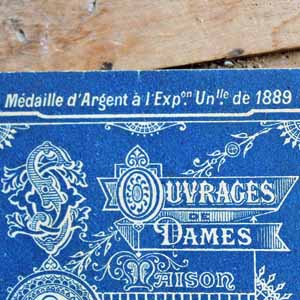 Médaille d'Argent à l'Expon Unlle de 1889
OUVRAGES
DE
DAMES
MAISON